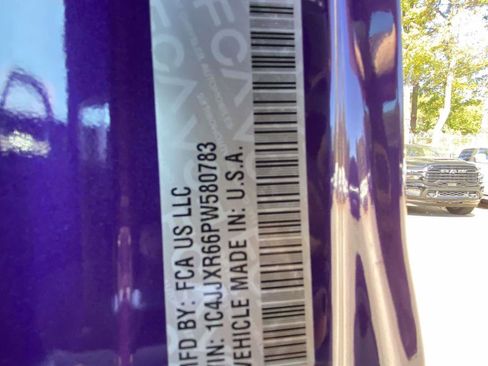 MFD BY: FCA US LLC
VIN: 1C4JJXR66PW580783
VEHICLE MADE IN: U.S.A.